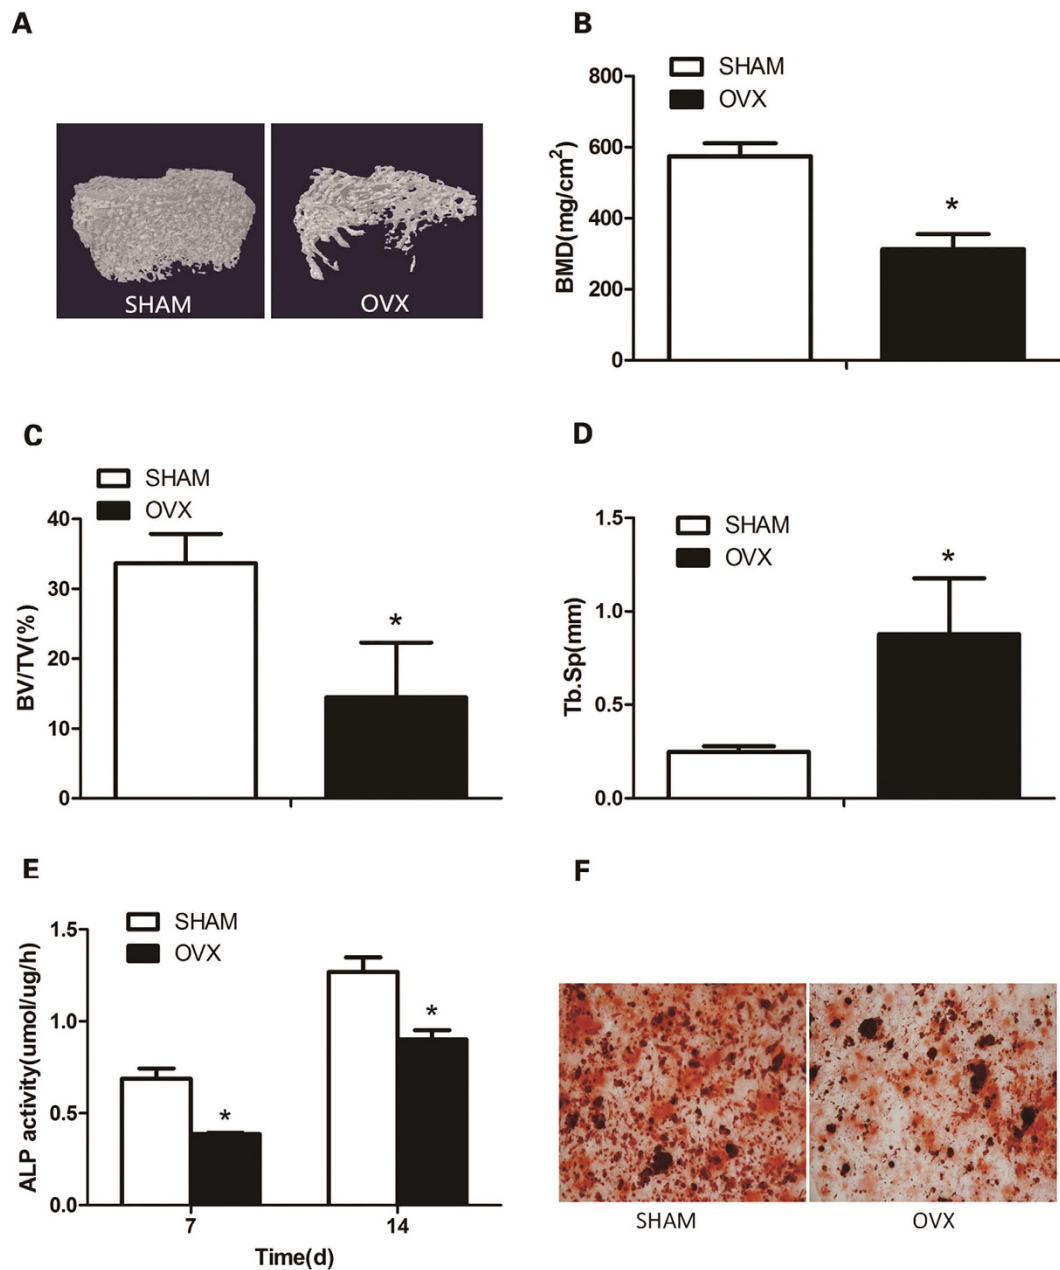 A
SHAM
OVX
B
SHAM
OVX
BMD(mg/cm²)
800
600
400
200
0
*
C
SHAM
OVX
BV/TV(%)
40
30
20
10
0
*
D
SHAM
OVX
Tb.Sp(mm)
1.5
1.0
0.5
0.0
*
E
SHAM
OVX
ALP activity(umol/ug/h)
1.5
1.0
0.5
0.0
*
*
7
14
Time(d)
F
SHAM
OVX